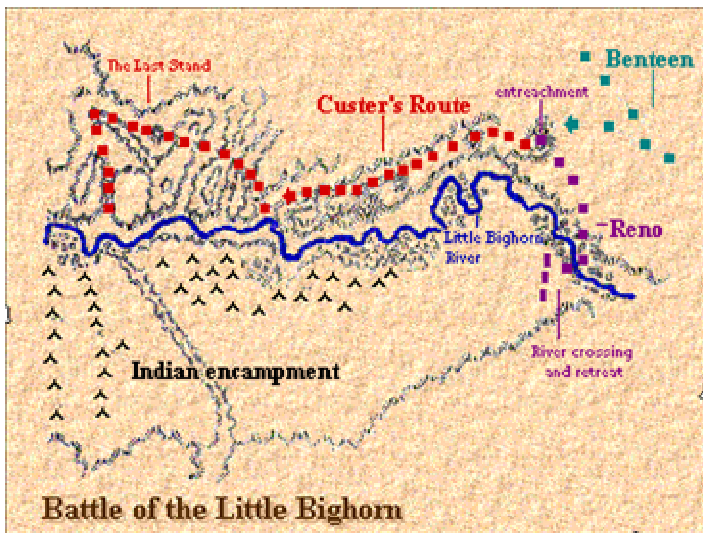 The Last Stand
Benteen
entreachment
Custer's Route
Reno
Little Bighorn
River
River crossing
and retreat
Indian encampment
Battle of the Little Bighorn